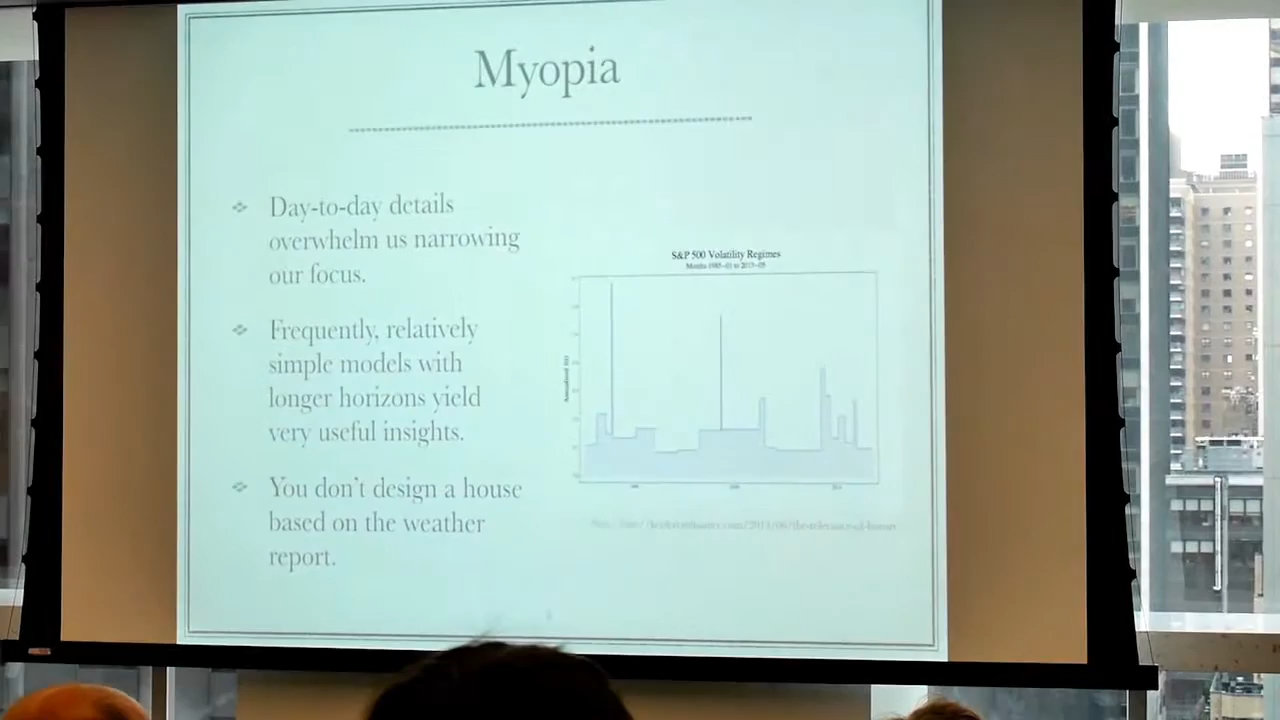 Myopia
Day-to-day details
overwhelm us narrowing
our focus.
Frequently, relatively
simple models with
longer horizons yield
very useful insights.
You don't design a house
based on the weather
report.
S&P 500 Volatility Regimes